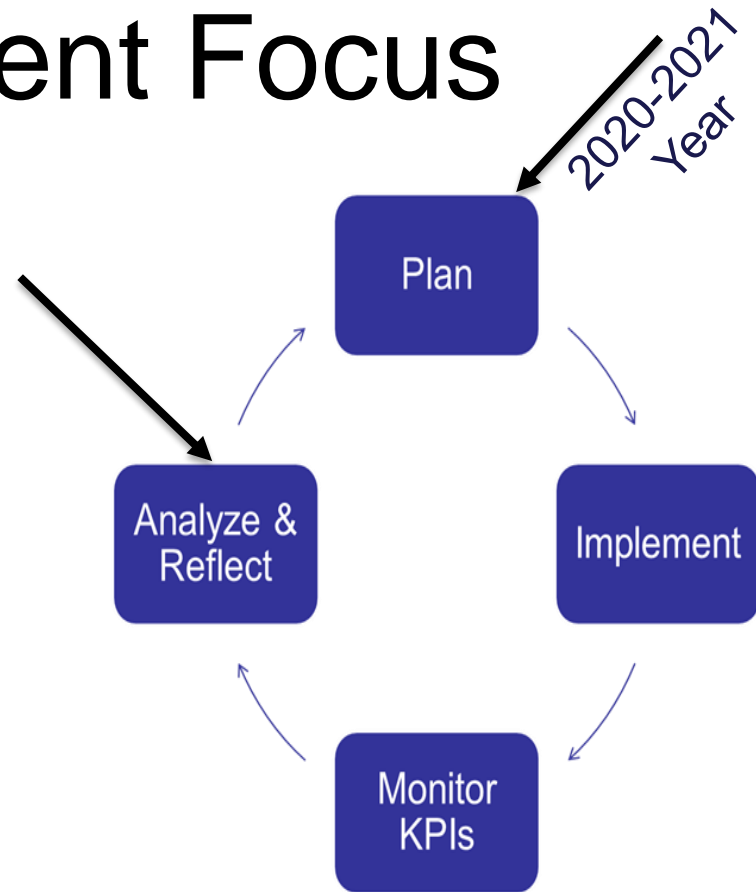 ent Focus
2020-2021
Year
Plan
Analyze &
Reflect
Implement
Monitor
KPIs